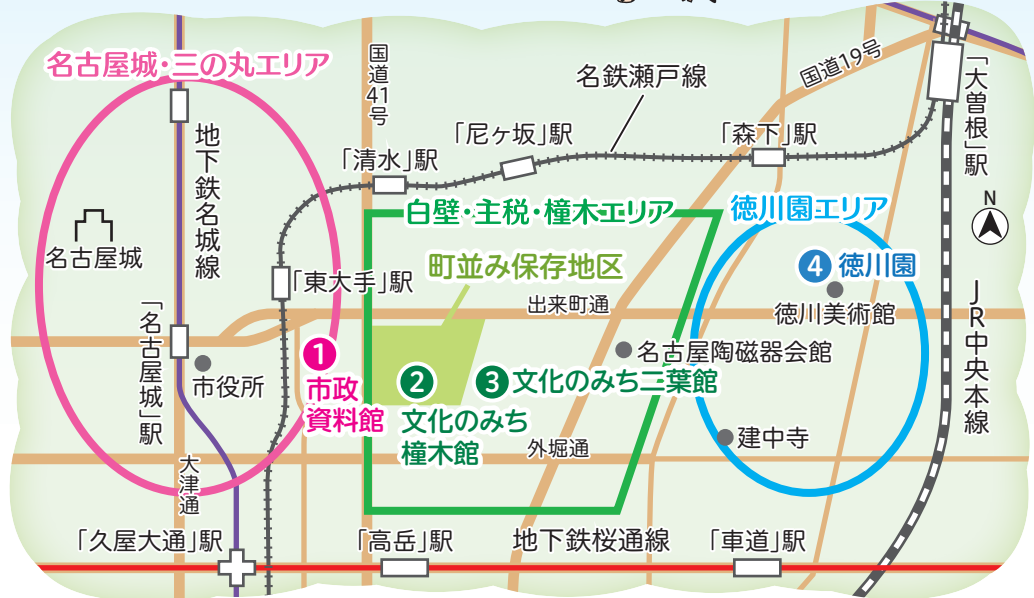 名古屋城・三の丸エリア
国道41号
名鉄瀬戸線
国道19号
「大曽根」駅
「尼ヶ坂」駅
「森下」駅
「清水」駅
地下鉄名城線
N
白壁・主税・橦木エリア
徳川園エリア
名古屋城
町並み保存地区
4 徳川園
「東大手」駅
出来町通
徳川美術館
JR中央本線
「名古屋城」駅
1
市政
資料館
市役所
名古屋陶磁器会館
2
文化のみち
橦木館
3 文化のみち二葉館
外堀通
建中寺
大津通
「久屋大通」駅
「高岳」駅
地下鉄桜通線
「車道」駅